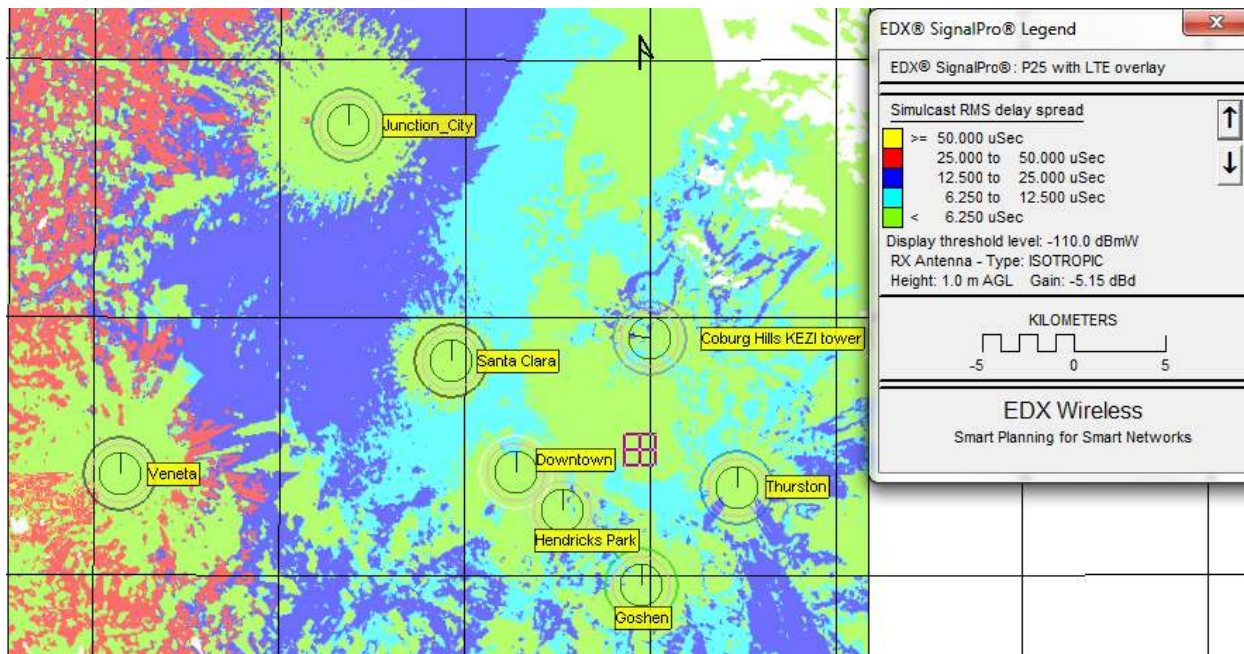 Junction_City
Santa Clara
Coburg Hills KEZI tower
Veneta
Downtown
Thurston
Hendricks Park
Goshen
EDX® SignalPro® Legend
EDX® SignalPro® : P25 with LTE overlay
Simulcast RMS delay spread
>= 50.000 uSec
25.000 to 50.000 uSec
12.500 to 25.000 uSec
6.250 to 12.500 uSec
< 6.250 uSec
Display threshold level: -110.0 dBmW
RX Antenna - Type: ISOTROPIC
Height: 1.0 m AGL Gain: -5.15 dBd
KILOMETERS
-5 0 5
EDX Wireless
Smart Planning for Smart Networks